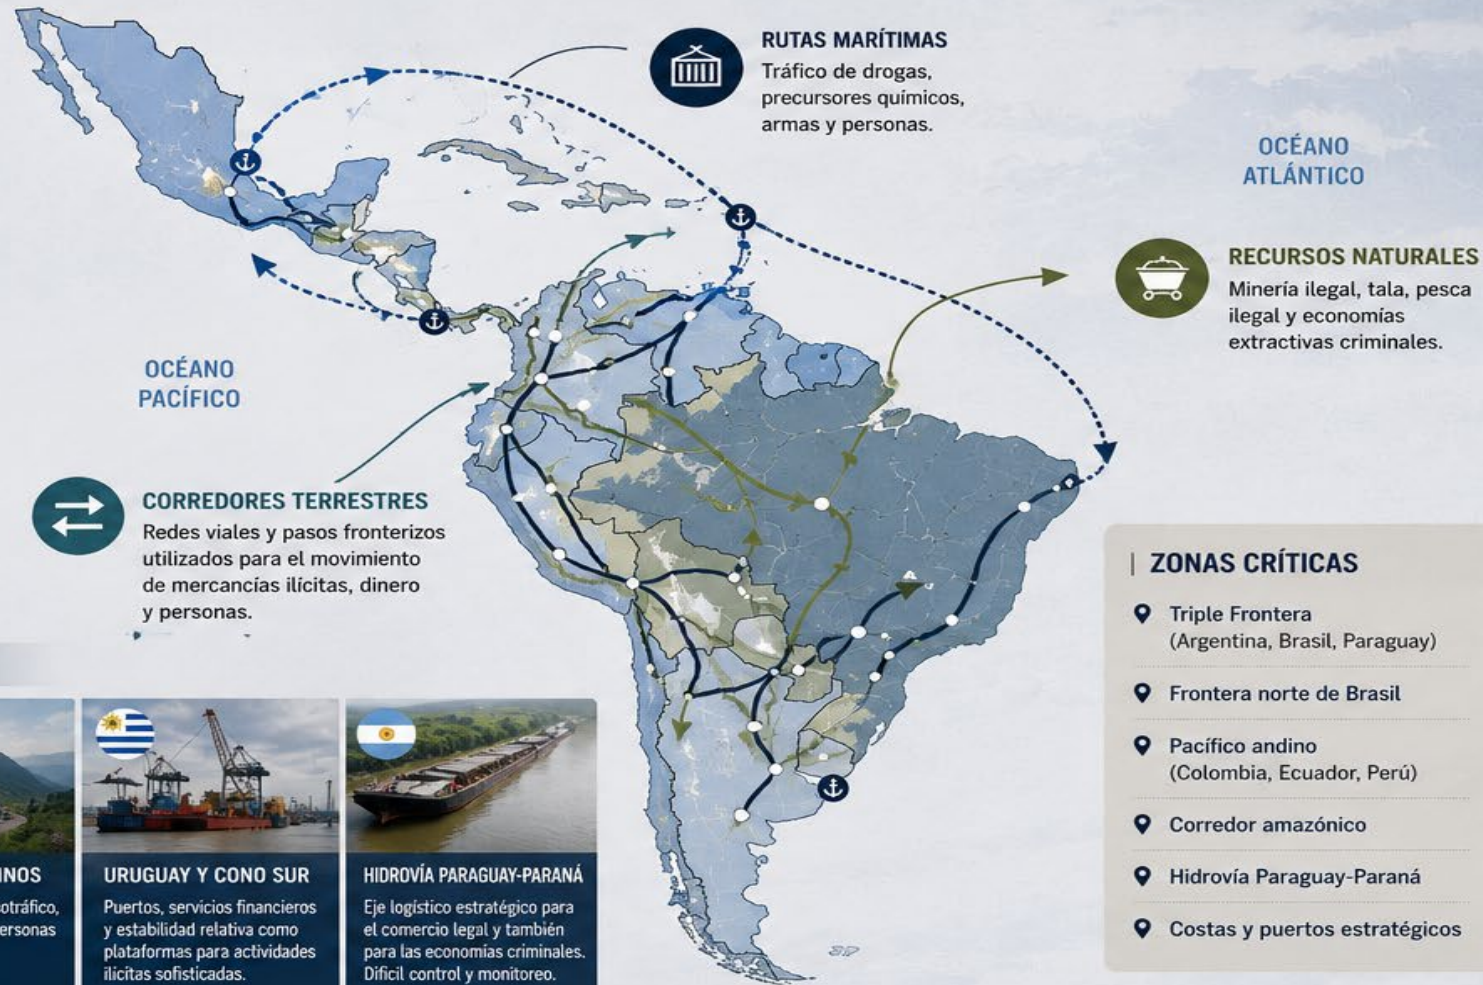 RUTAS MARÍTIMAS
Tráfico de drogas,
precursores químicos,
armas y personas.
OCÉANO
ATLÁNTICO
RECURSOS NATURALES
Minería ilegal, tala, pesca
ilegal y economías
extractivas criminales.
OCÉANO
PACÍFICO
CORREDORES TERRESTRES
Redes viales y pasos fronterizos
utilizados para el movimiento
de mercancías ilícitas, dinero
y personas.
ZONAS CRÍTICAS
Triple Frontera
(Argentina, Brasil, Paraguay)
Frontera norte de Brasil
Pacífico andino
(Colombia, Ecuador, Perú)
Corredor amazónico
Hidrovía Paraguay-Paraná
Costas y puertos estratégicos
INOS
otráfico,
ersonas
URUGUAY Y CONO SUR
Puertos, servicios financieros
y estabilidad relativa como
plataformas para actividades
ilícitas sofisticadas.
HIDROVÍA PARAGUAY-PARANÁ
Eje logístico estratégico para
el comercio legal y también
para las economías criminales.
Dificil control y monitoreo.